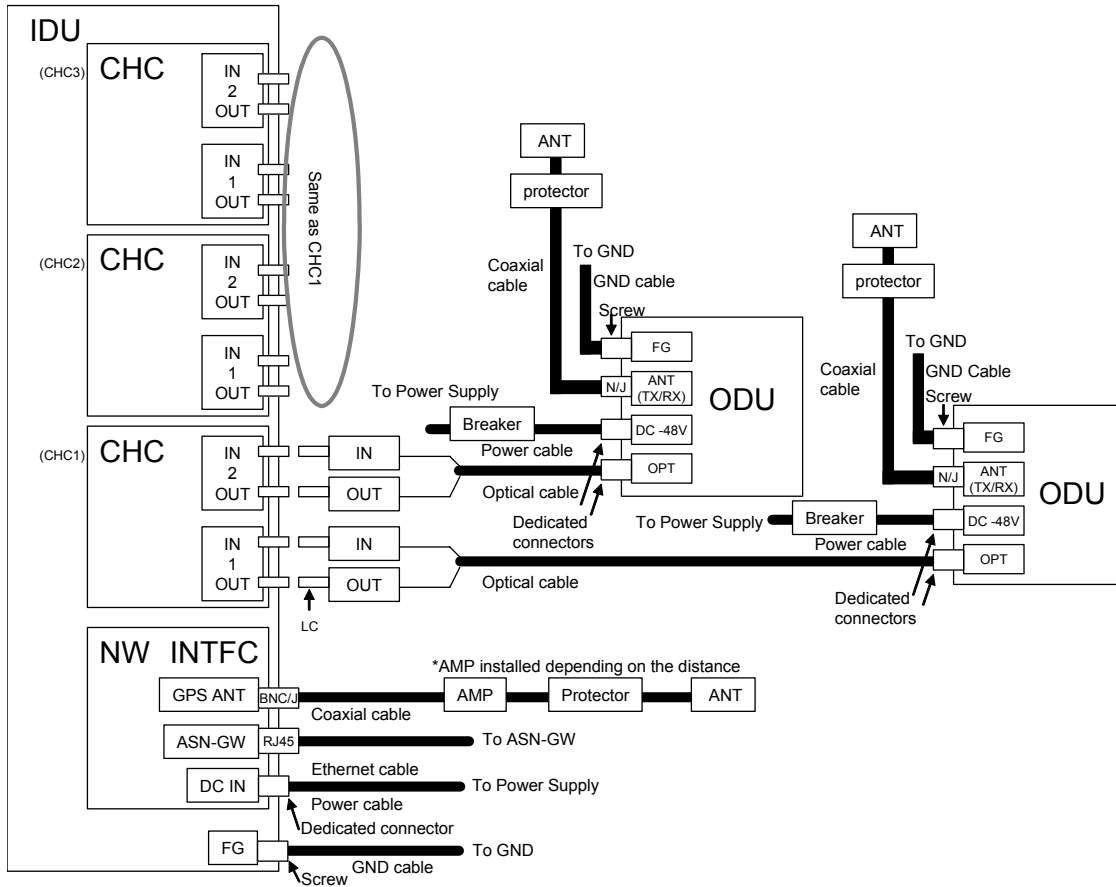 IDU
(CHC3)
CHC
IN
2
OUT
IN
1
OUT
Same as CHC1
(CHC2)
CHC
IN
2
OUT
IN
1
OUT
(CHC1)
CHC
IN
2
OUT
IN
1
OUT
IN
OUT
IN
OUT
LC
ANT
protector
Coaxial
cable
To GND
GND cable
Screw
FG
N/J
ANT
(TX/RX)
ODU
To Power Supply
Breaker
DC -48V
Power cable
OPT
Optical cable
Dedicated
connectors
ANT
protector
Coaxial
cable
To GND
GND Cable
Screw
FG
N/J
ANT
(TX/RX)
ODU
To Power Supply
Breaker
DC -48V
Power cable
OPT
Optical cable
Dedicated
connectors
NW INTFC
*AMP installed depending on the distance
GPS ANT
BNC/J
Coaxial cable
AMP
Protector
ANT
ASN-GW
RJ45
To ASN-GW
Ethernet cable
DC IN
To Power Supply
Power cable
Dedicated connector
FG
To GND
GND cable
Screw